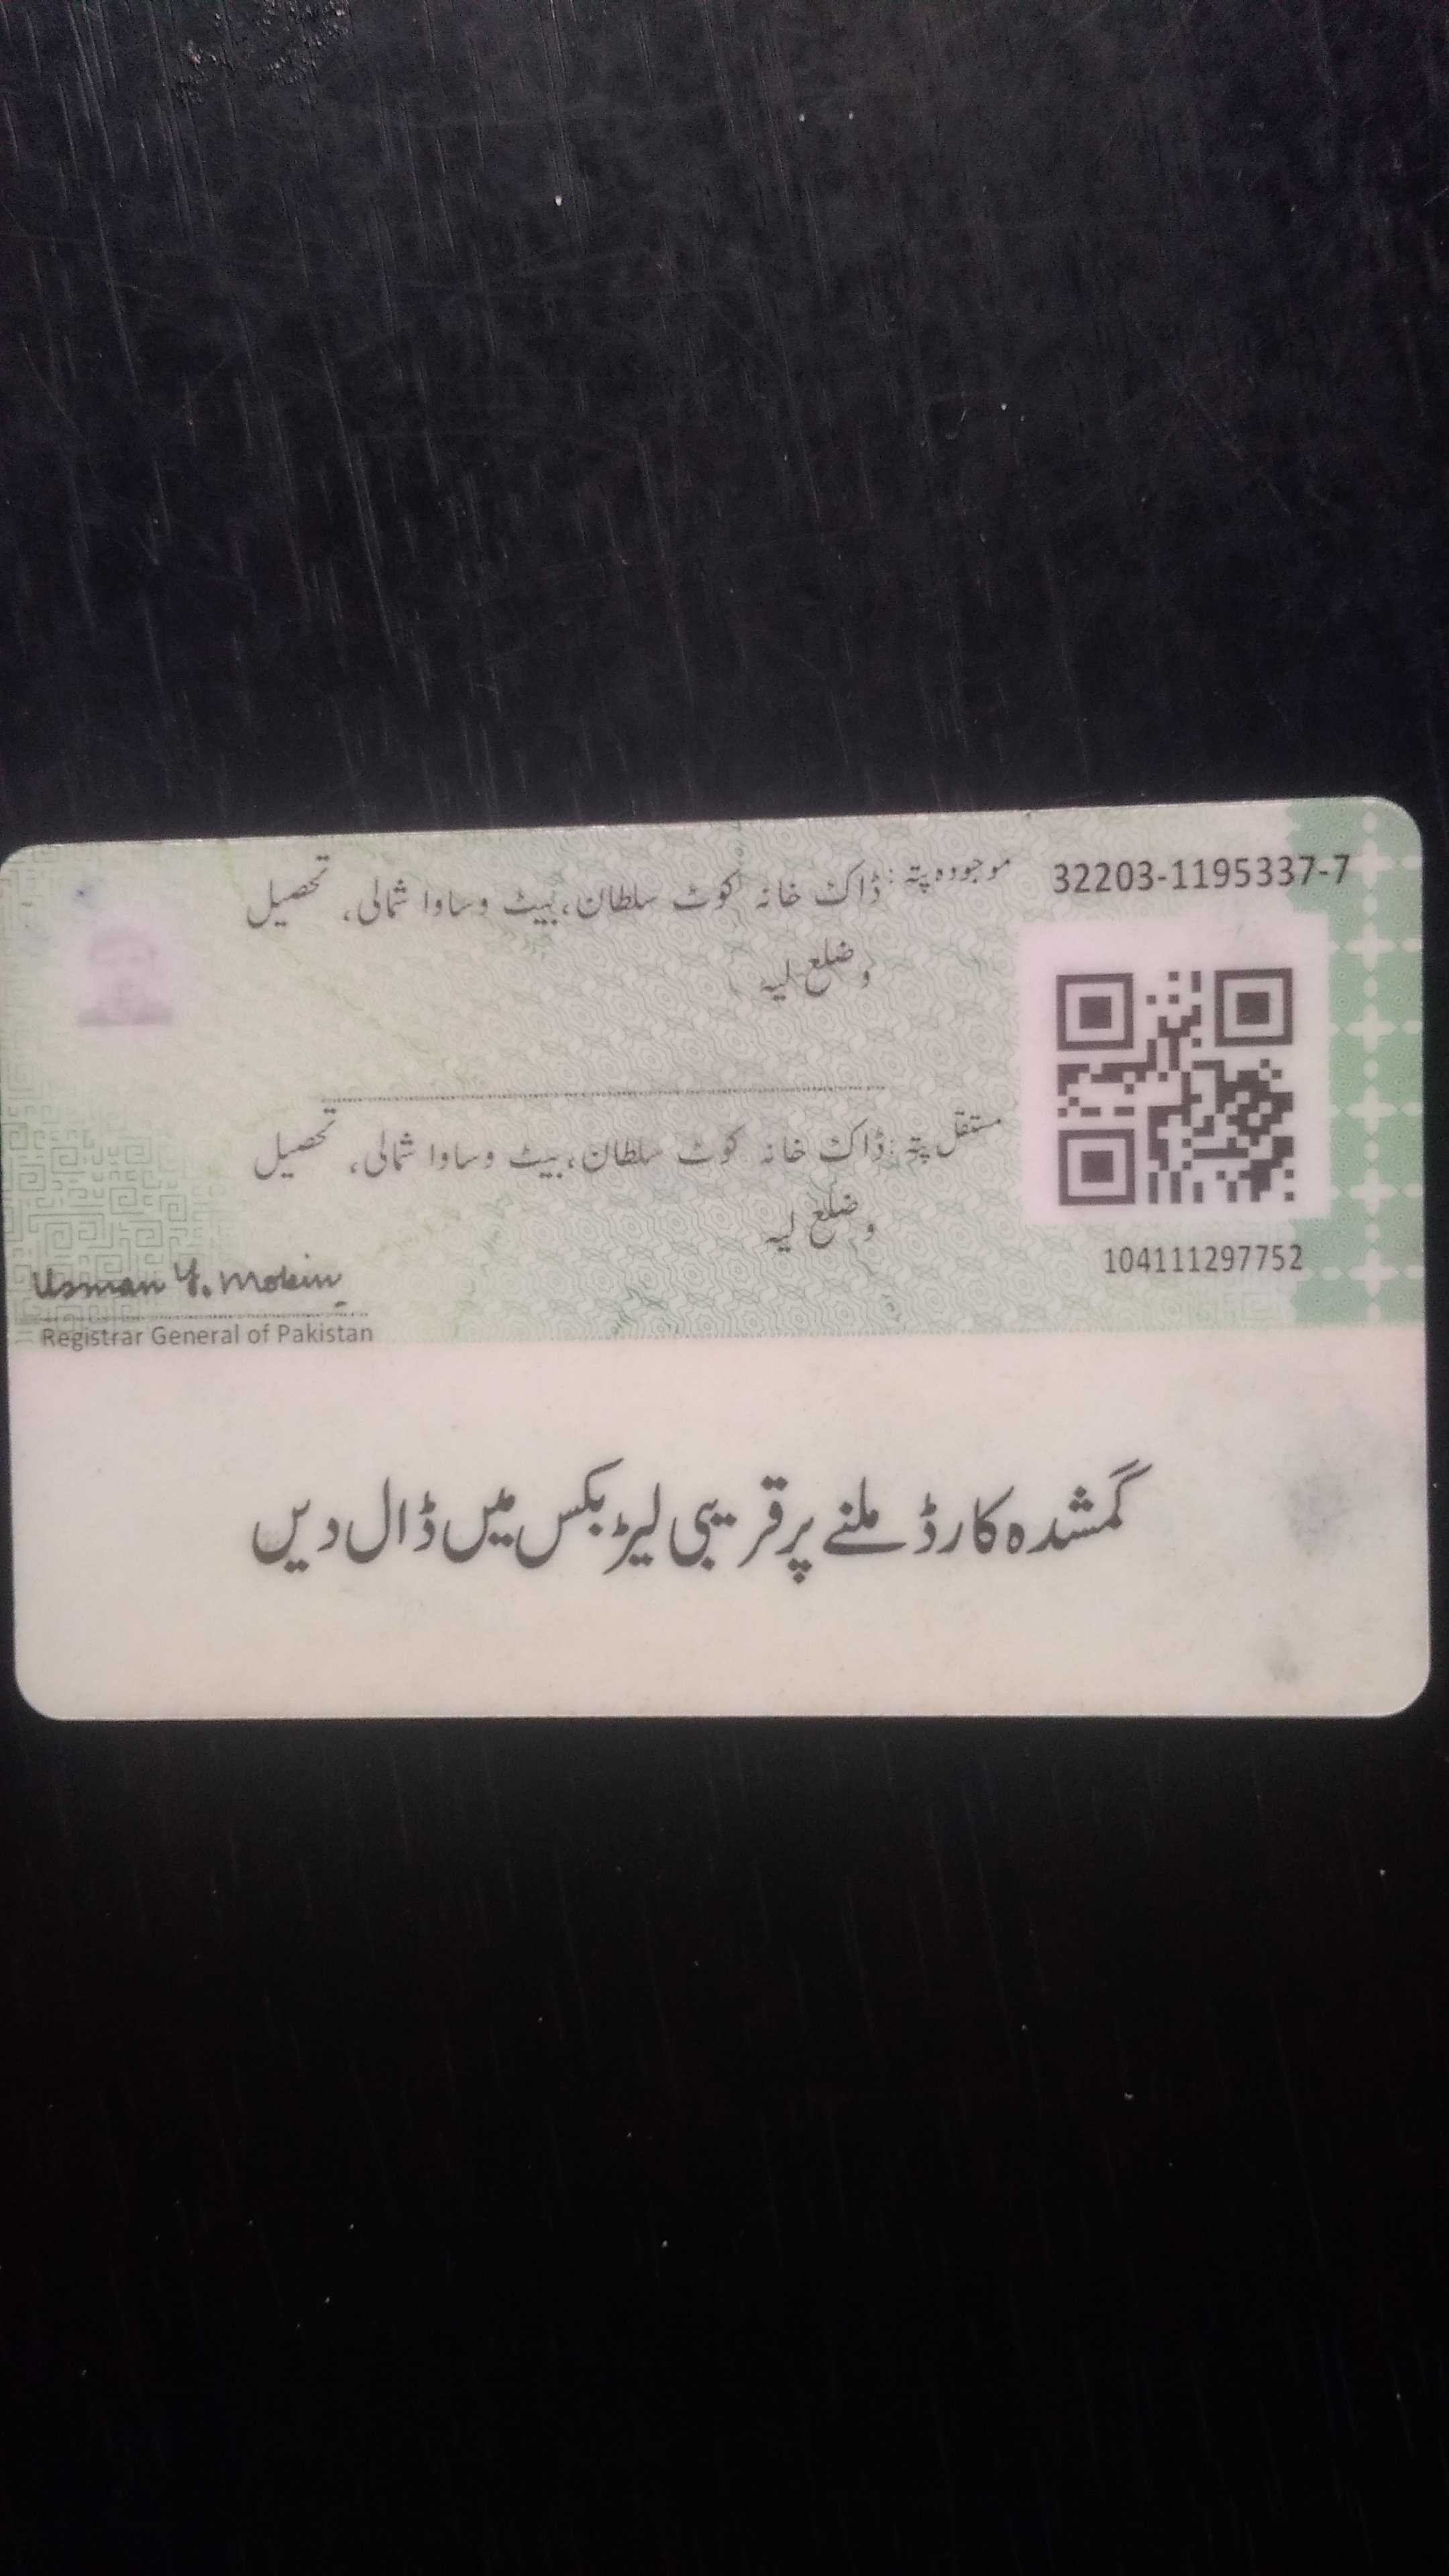 32203-1195337-7
موجودہ پتہ: ڈاک خانہ کوٹ سلطان، بیٹ وساوا شمالی، تحصیل
و ضلع لیہ
مستقل پتہ: ڈاک خانہ کوٹ سلطان، بیٹ وساوا شمالی، تحصیل
و ضلع لیہ
104111297752
Usman Y. Mobin
Registrar General of Pakistan
گمشدہ کارڈ ملنے پر قریبی لیٹر بکس میں ڈال دیں